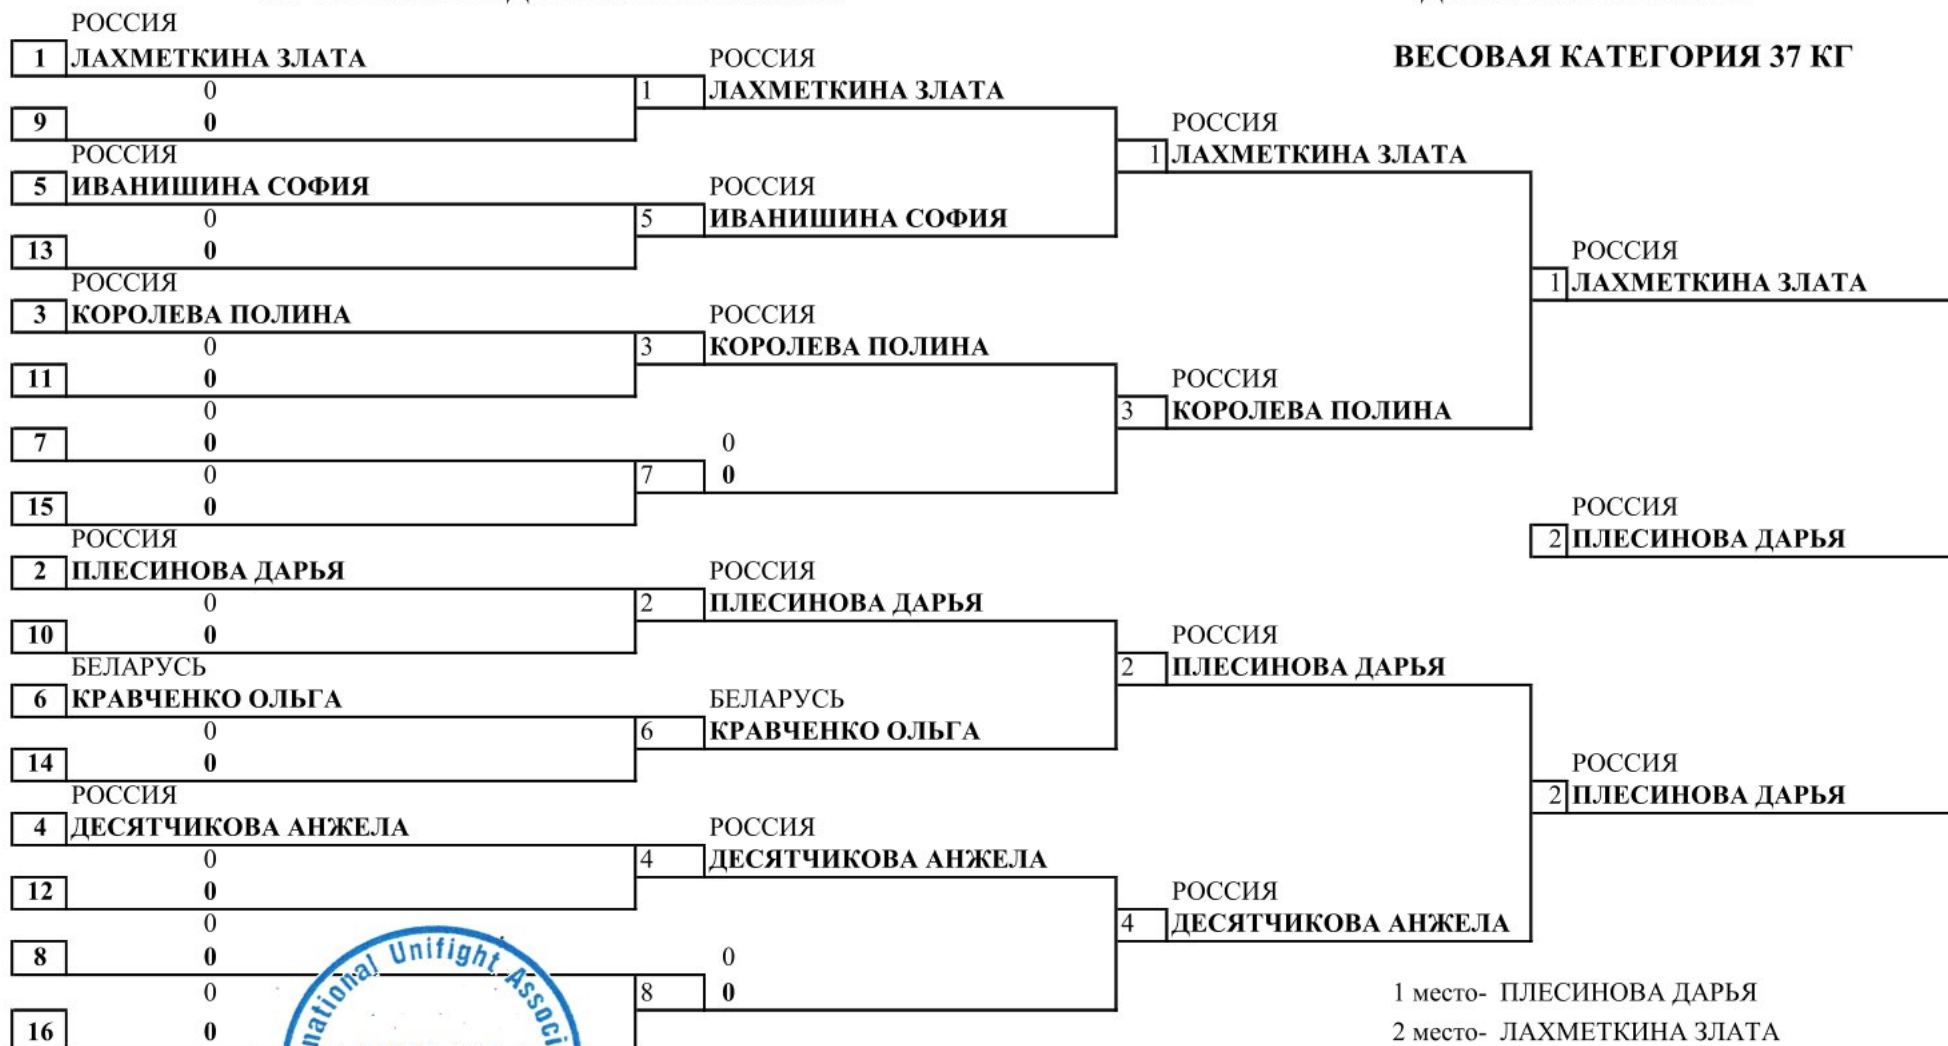 РОССИЯ
1 ЛАХМЕТКИНА ЗЛАТА РОССИЯ ВЕСОВАЯ КАТЕГОРИЯ 37 КГ
0 1 ЛАХМЕТКИНА ЗЛАТА
9 0 РОССИЯ
РОССИЯ 1 ЛАХМЕТКИНА ЗЛАТА
5 ИВАНИШИНА СОФИЯ РОССИЯ
0 5 ИВАНИШИНА СОФИЯ
13 0 РОССИЯ
РОССИЯ 1 ЛАХМЕТКИНА ЗЛАТА
3 КОРОЛЕВА ПОЛИНА РОССИЯ
0 3 КОРОЛЕВА ПОЛИНА
11 0 РОССИЯ
0 3 КОРОЛЕВА ПОЛИНА
7 0 0
0 7 0
15 0 РОССИЯ
РОССИЯ 2 ПЛЕСИНОВА ДАРЬЯ
2 ПЛЕСИНОВА ДАРЬЯ РОССИЯ
0 2 ПЛЕСИНОВА ДАРЬЯ
10 0 РОССИЯ
БЕЛАРУСЬ 2 ПЛЕСИНОВА ДАРЬЯ
6 КРАВЧЕНКО ОЛЬГА БЕЛАРУСЬ
0 6 КРАВЧЕНКО ОЛЬГА
14 0 РОССИЯ
РОССИЯ 2 ПЛЕСИНОВА ДАРЬЯ
4 ДЕСЯТЧИКОВА АНЖЕЛА РОССИЯ
0 4 ДЕСЯТЧИКОВА АНЖЕЛА
12 0 РОССИЯ
0 4 ДЕСЯТЧИКОВА АНЖЕЛА
8 0 0
0 8 0 1 место- ПЛЕСИНОВА ДАРЬЯ
16 0 2 место- ЛАХМЕТКИНА ЗЛАТА
national Unifight Associ